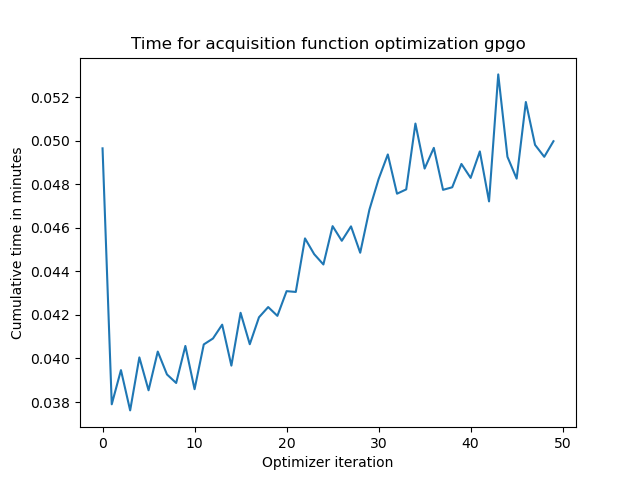 Time for acquisition function optimization gpgo
Cumulative time in minutes
0.052
0.050
0.048
0.046
0.044
0.042
0.040
0.038
0 10 20 30 40 50
Optimizer iteration